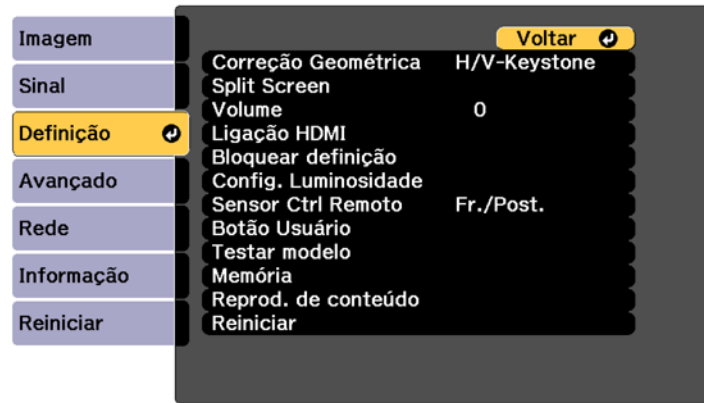 Imagem
Sinal
Definição
Avançado
Rede
Informação
Reiniciar
Voltar
Correção Geométrica H/V-Keystone
Split Screen
Volume 0
Ligação HDMI
Bloquear definição
Config. Luminosidade
Sensor Ctrl Remoto Fr./Post.
Botão Usuário
Testar modelo
Memória
Reprod. de conteúdo
Reiniciar